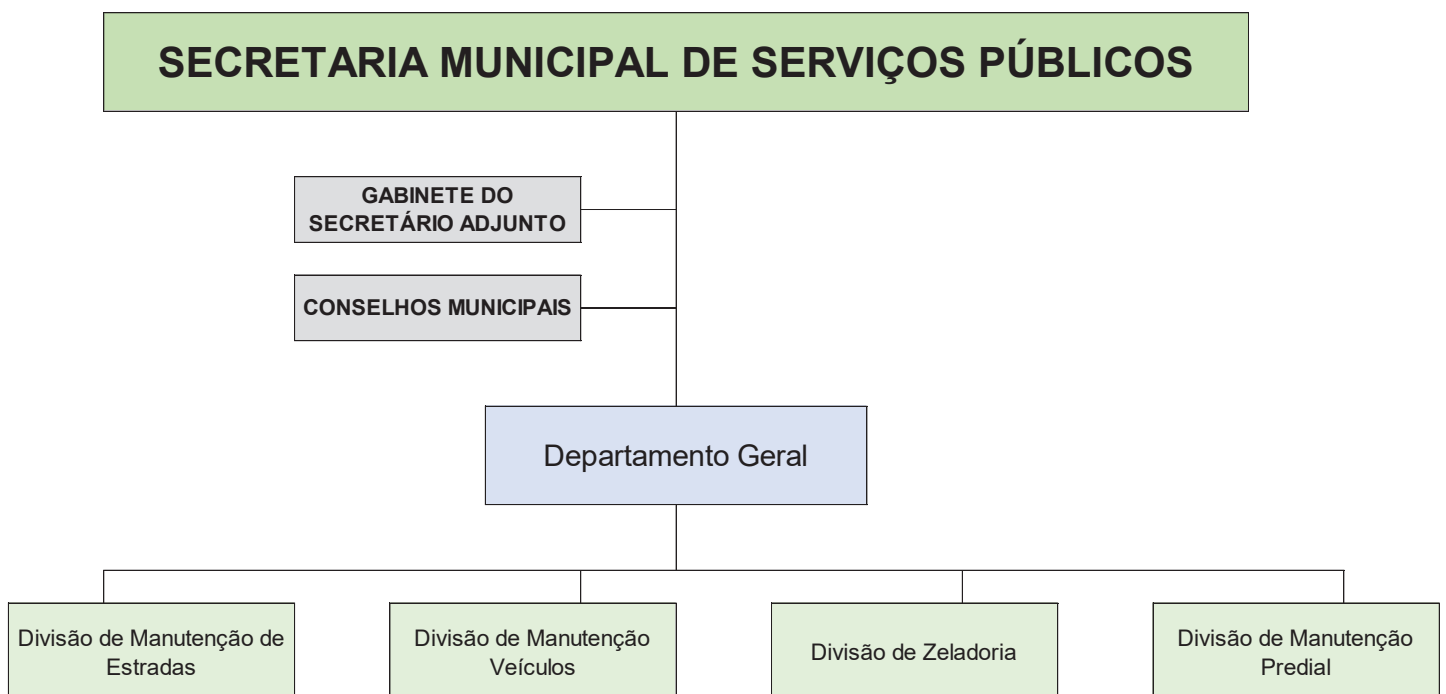 SECRETARIA MUNICIPAL DE SERVIÇOS PÚBLICOS
GABINETE DO
SECRETÁRIO ADJUNTO
CONSELHOS MUNICIPAIS
Departamento Geral
Divisão de Manutenção de
Estradas
Divisão de Manutenção
Veículos
Divisão de Zeladoria
Divisão de Manutenção
Predial